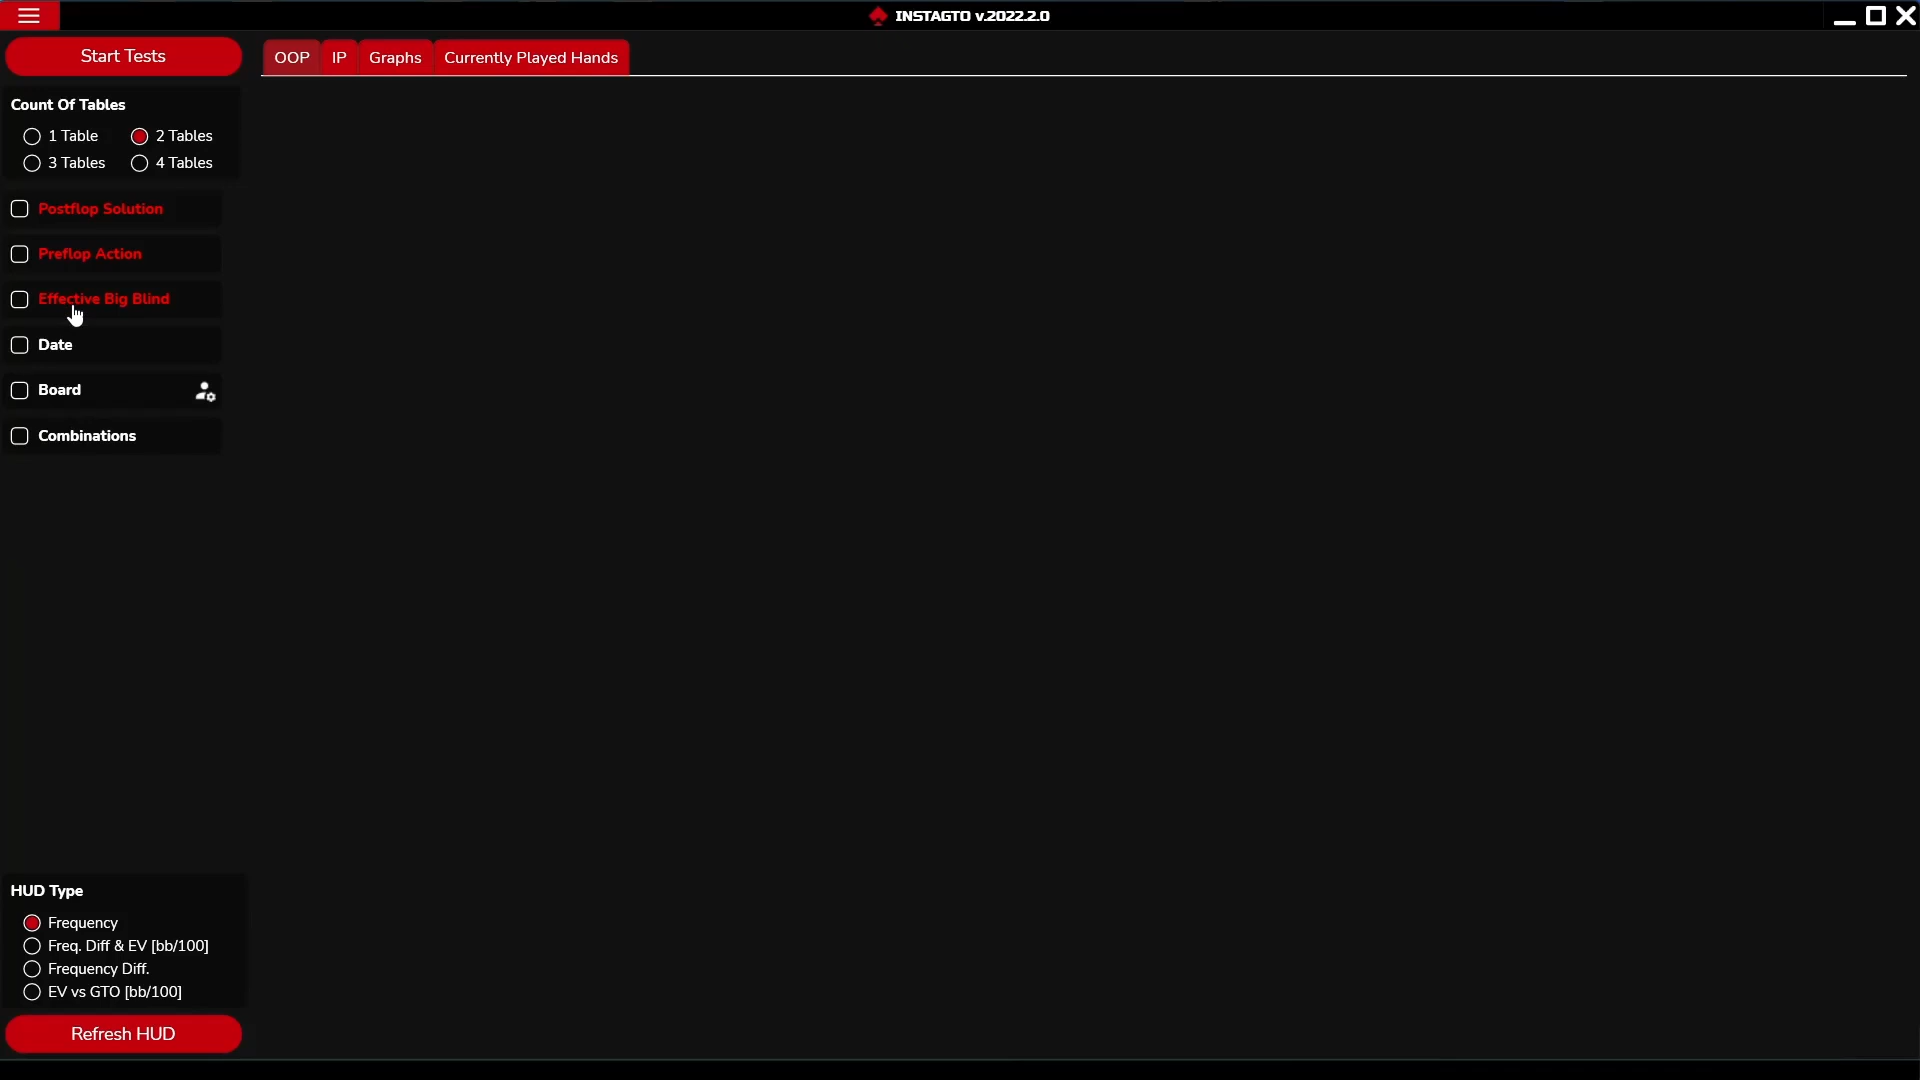 INSTAGTO v.2022.2.0
Start Tests
OOP IP Graphs Currently Played Hands
Count Of Tables
1 Table 2 Tables
3 Tables 4 Tables
Postflop Solution
Preflop Action
Effective Big Blind
Date
Board
Combinations
HUD Type
Frequency
Freq. Diff & EV [bb/100]
Frequency Diff.
EV vs GTO [bb/100]
Refresh HUD